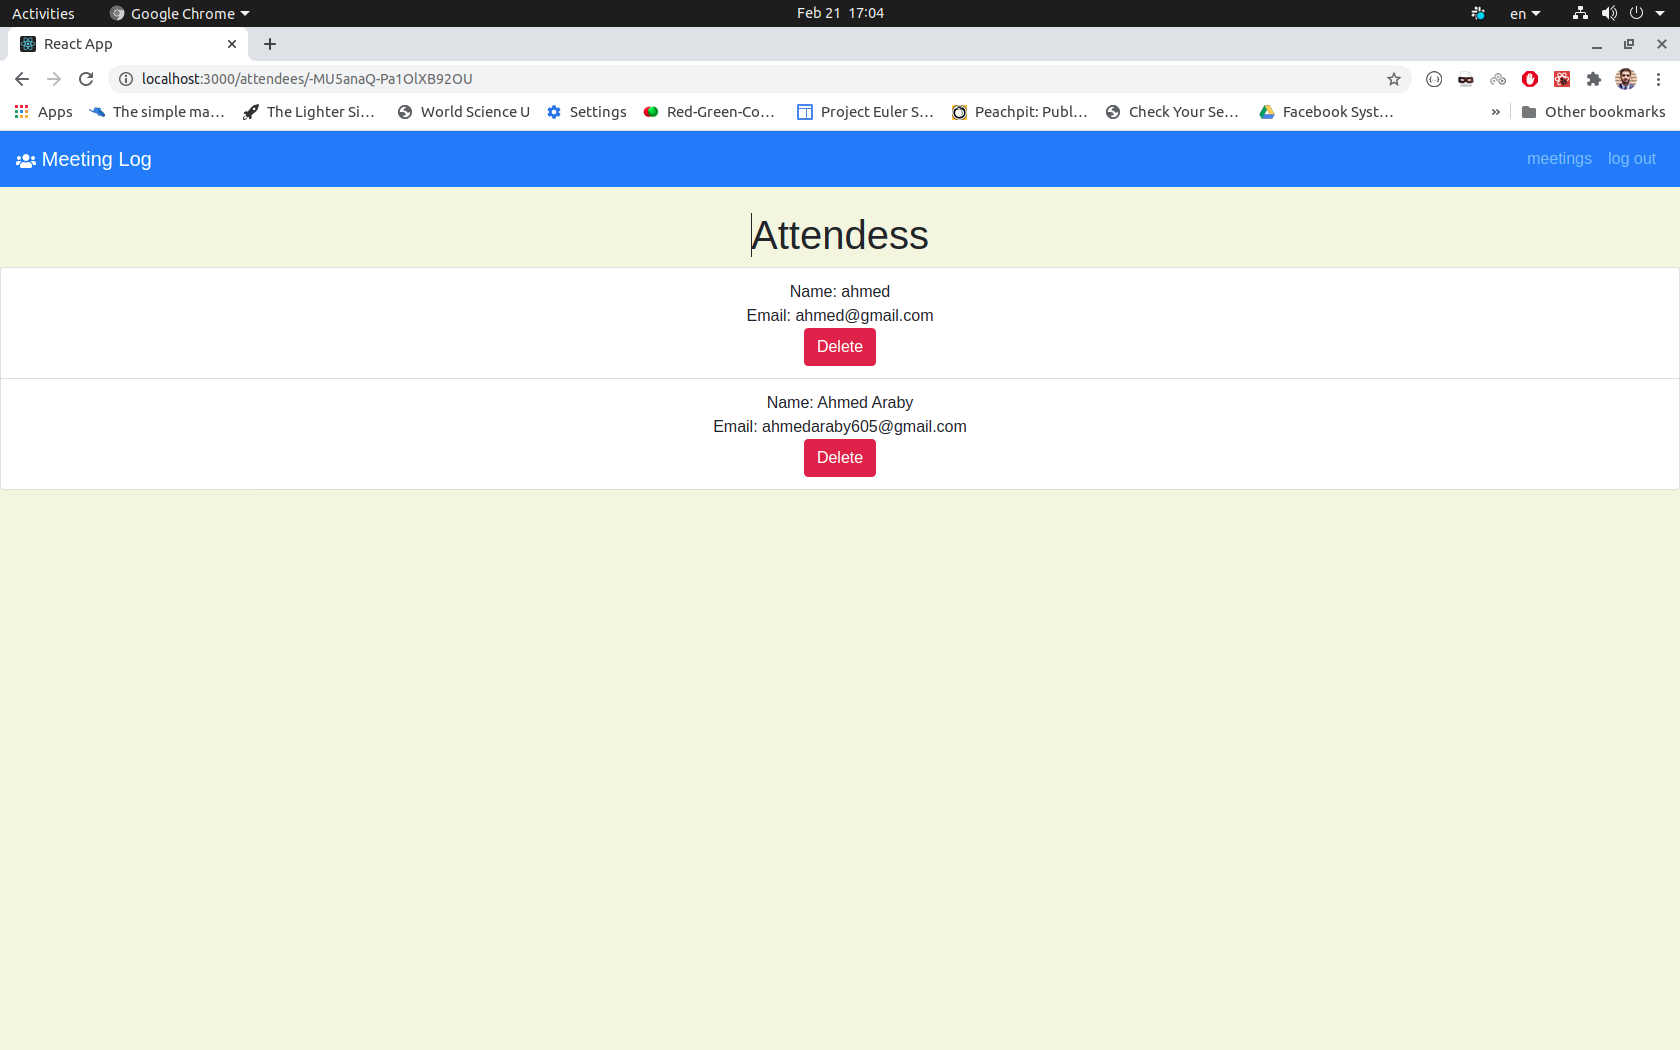 Activities Google Chrome Feb 21 17:04 en
React App
localhost:3000/attendees/-MU5anaQ-Pa1OlXB92OU
Apps The simple ma... The Lighter Si... World Science U Settings Red-Green-Co... Project Euler S... Peachpit: Publ... Check Your Se... Facebook Syst... » Other bookmarks
Meeting Log meetings log out
Attendess
Name: ahmed
Email: ahmed@gmail.com
Delete
Name: Ahmed Araby
Email: ahmedaraby605@gmail.com
Delete